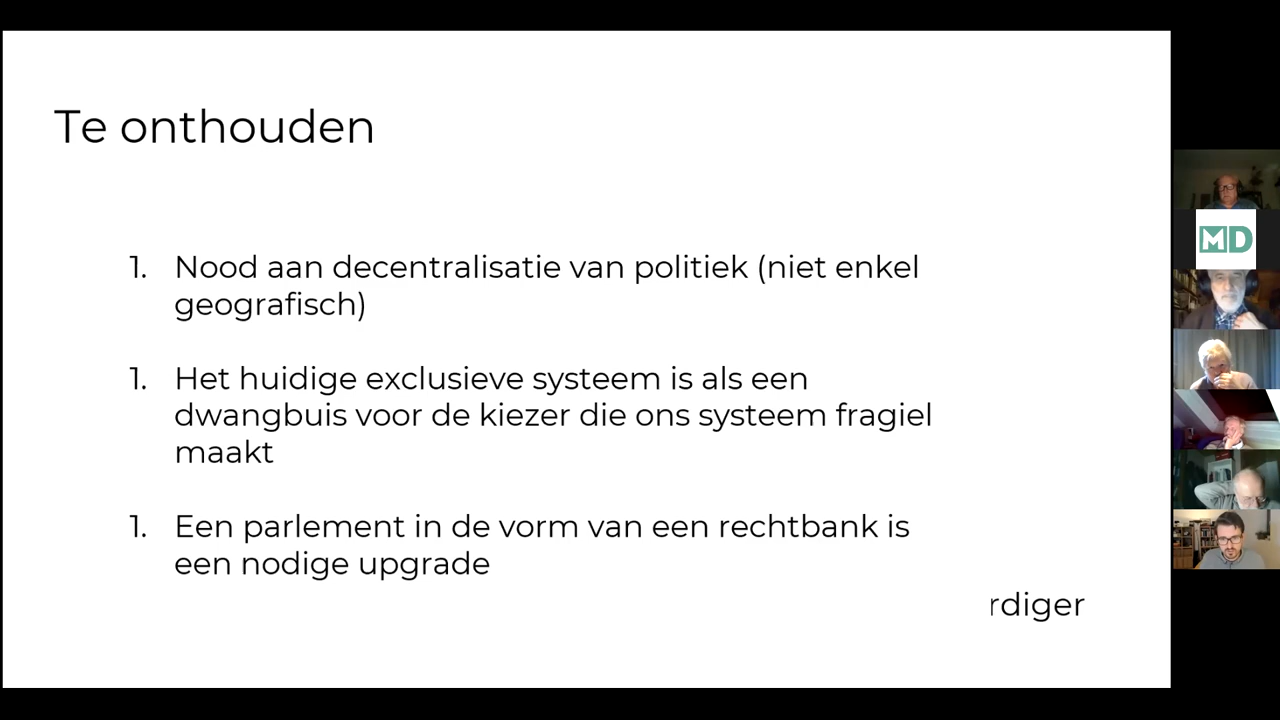 Te onthouden
1. Nood aan decentralisatie van politiek (niet enkel
geografisch)
1. Het huidige exclusieve systeem is als een
dwangbuis voor de kiezer die ons systeem fragiel
maakt
1. Een parlement in de vorm van een rechtbank is
een nodige upgrade
rdiger
MD